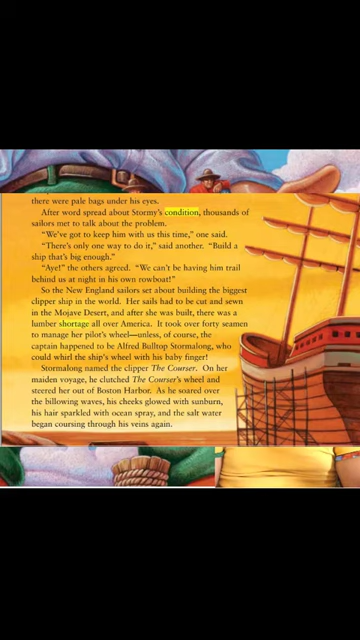 there were pale bags under his eyes.
After word spread about Stormy's condition, thousands of
sailors met to talk about the problem.
"We've got to keep him with us this time," one said.
"There's only one way to do it," said another. "Build a
ship that's big enough."
"Aye!" the others agreed. "We can't be having him trail
behind us at night in his own rowboat!"
So the New England sailors set about building the biggest
clipper ship in the world. Her sails had to be cut and sewn
in the Mojave Desert, and after she was built, there was a
lumber shortage all over America. It took over forty seamen
to manage her pilot's wheel—unless, of course, the
captain happened to be Alfred Bulltop Stormalong, who
could whirl the ship's wheel with his baby finger!
Stormalong named the clipper The Courser. On her
maiden voyage, he clutched The Courser's wheel and
steered her out of Boston Harbor. As he soared over
the billowing waves, his cheeks glowed with sunburn,
his hair sparkled with ocean spray, and the salt water
began coursing through his veins again.